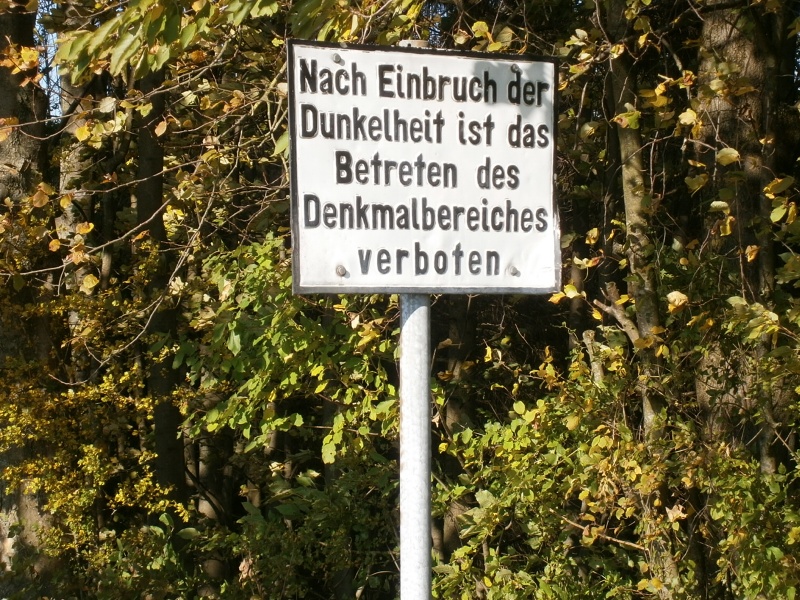 Nach Einbruch der
Dunkelheit ist das
Betreten des
Denkmalbereiches
verboten